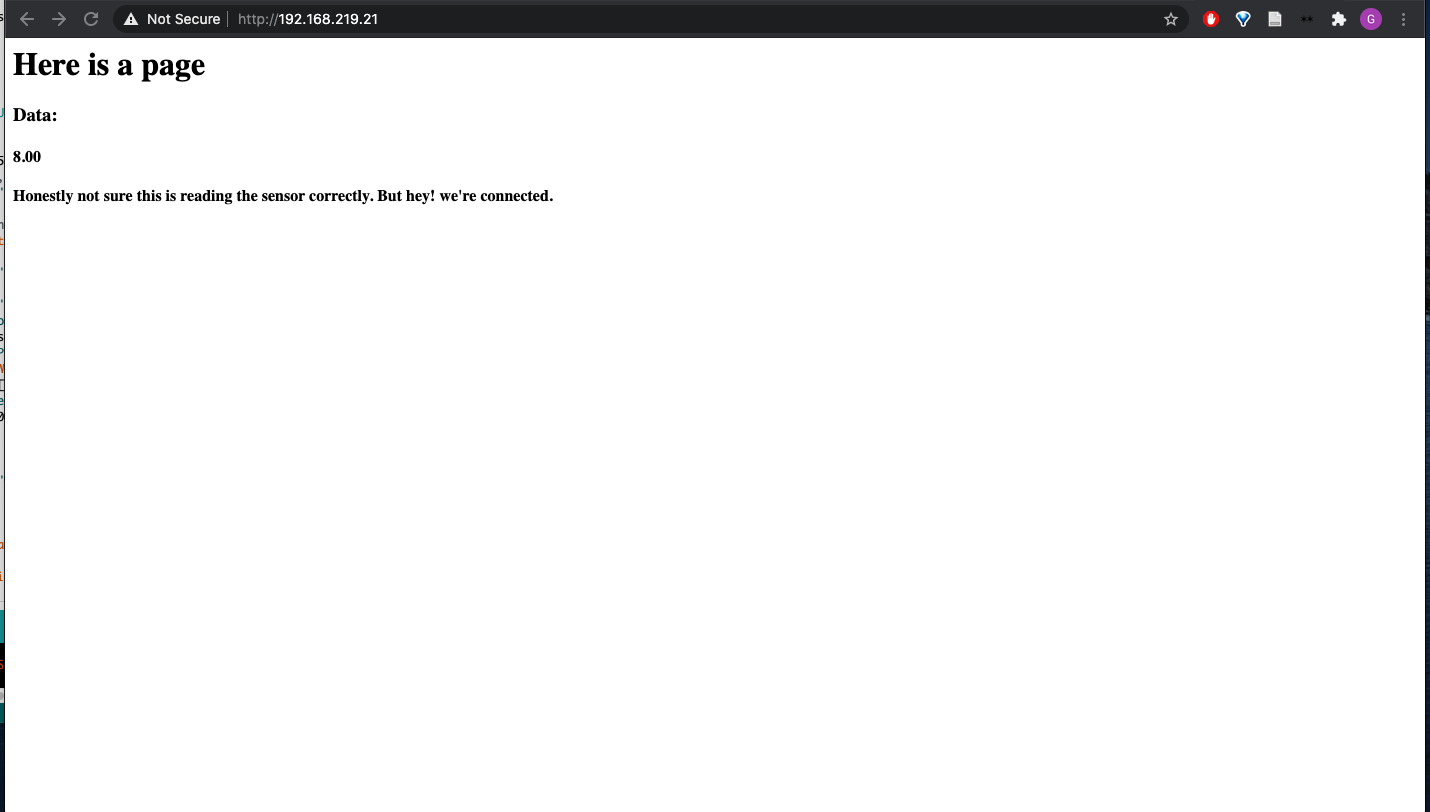 Not Secure
http://192.168.219.21
G
Here is a page
Data:
8.00
Honestly not sure this is reading the sensor correctly. But hey! we're connected.